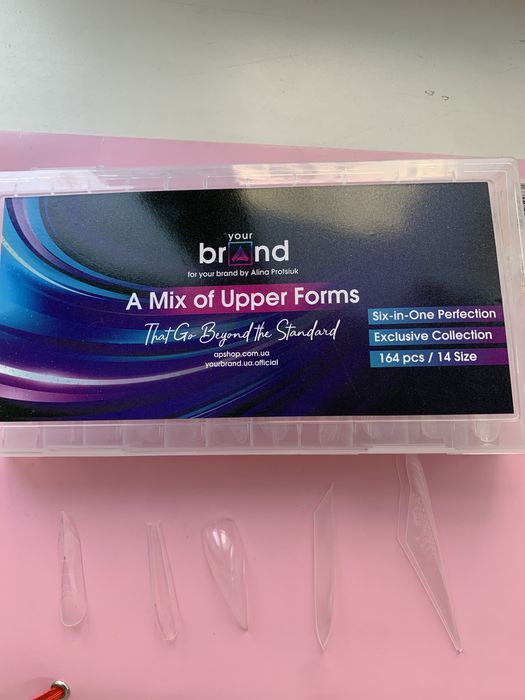 your
brand
for your brand by Alina Protsiuk
A Mix of Upper Forms
That Go Beyond the Standard
apshop.com.ua
yourbrand.ua.official
Six-in-One Perfection
Exclusive Collection
164 pcs / 14 Size